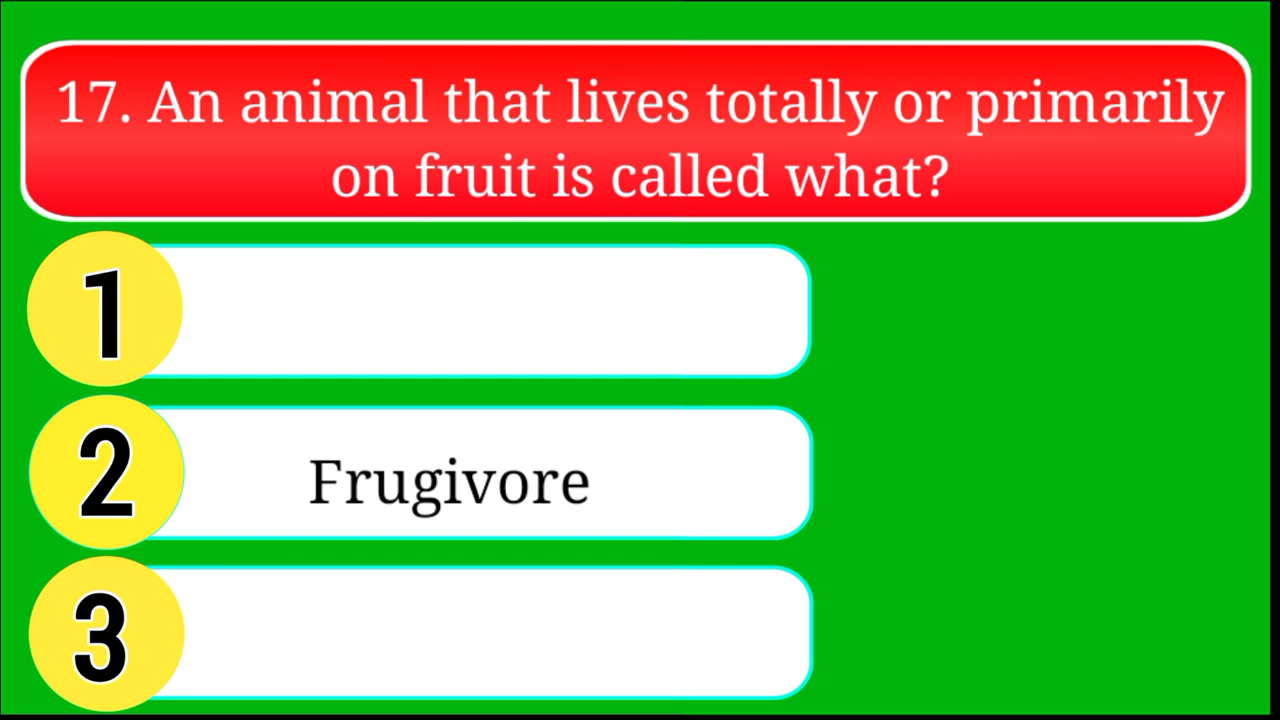 17. An animal that lives totally or primarily
on fruit is called what?
1
2
Frugivore
3